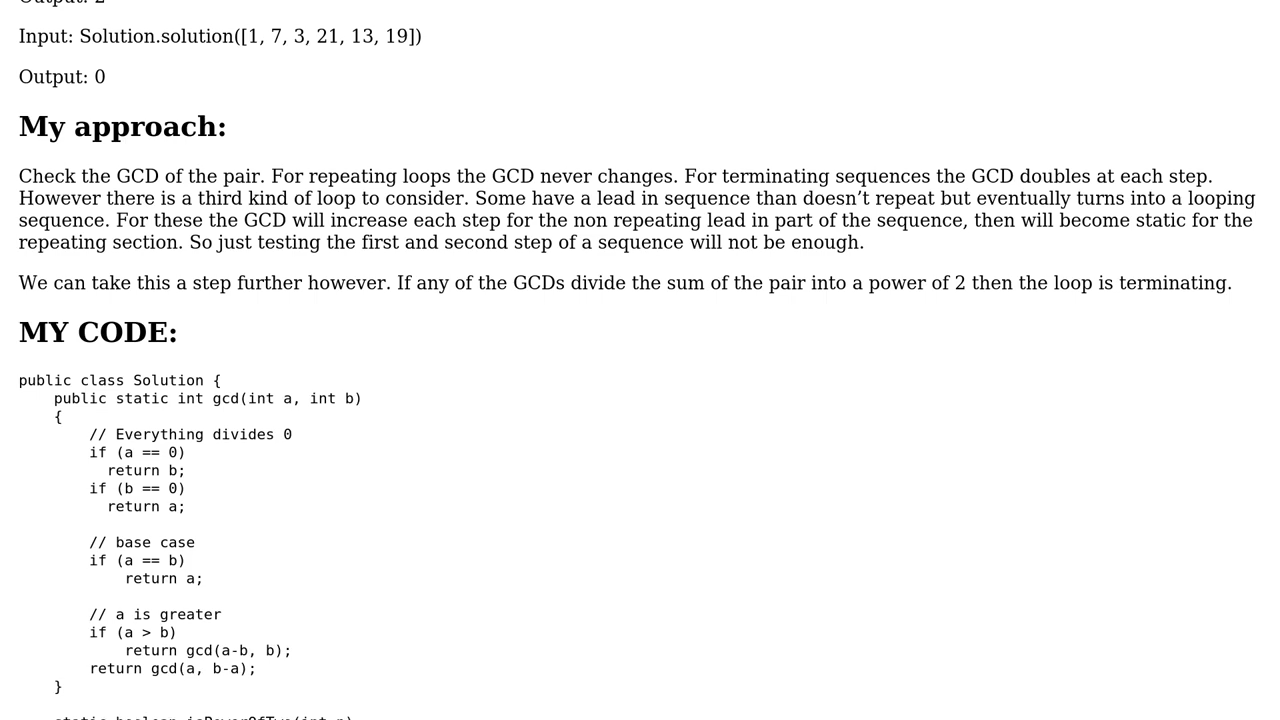 Output: 2
Input: Solution.solution([1, 7, 3, 21, 13, 19])
Output: 0
My approach:
Check the GCD of the pair. For repeating loops the GCD never changes. For terminating sequences the GCD doubles at each step.
However there is a third kind of loop to consider. Some have a lead in sequence than doesn’t repeat but eventually turns into a looping
sequence. For these the GCD will increase each step for the non repeating lead in part of the sequence, then will become static for the
repeating section. So just testing the first and second step of a sequence will not be enough.
We can take this a step further however. If any of the GCDs divide the sum of the pair into a power of 2 then the loop is terminating.
MY CODE:
public class Solution {
    public static int gcd(int a, int b)
    {
        // Everything divides 0
        if (a == 0)
          return b;
        if (b == 0)
          return a;
        // base case
        if (a == b)
            return a;
        // a is greater
        if (a > b)
            return gcd(a-b, b);
        return gcd(a, b-a);
    }
    static boolean isPowerOfTwo(int n)